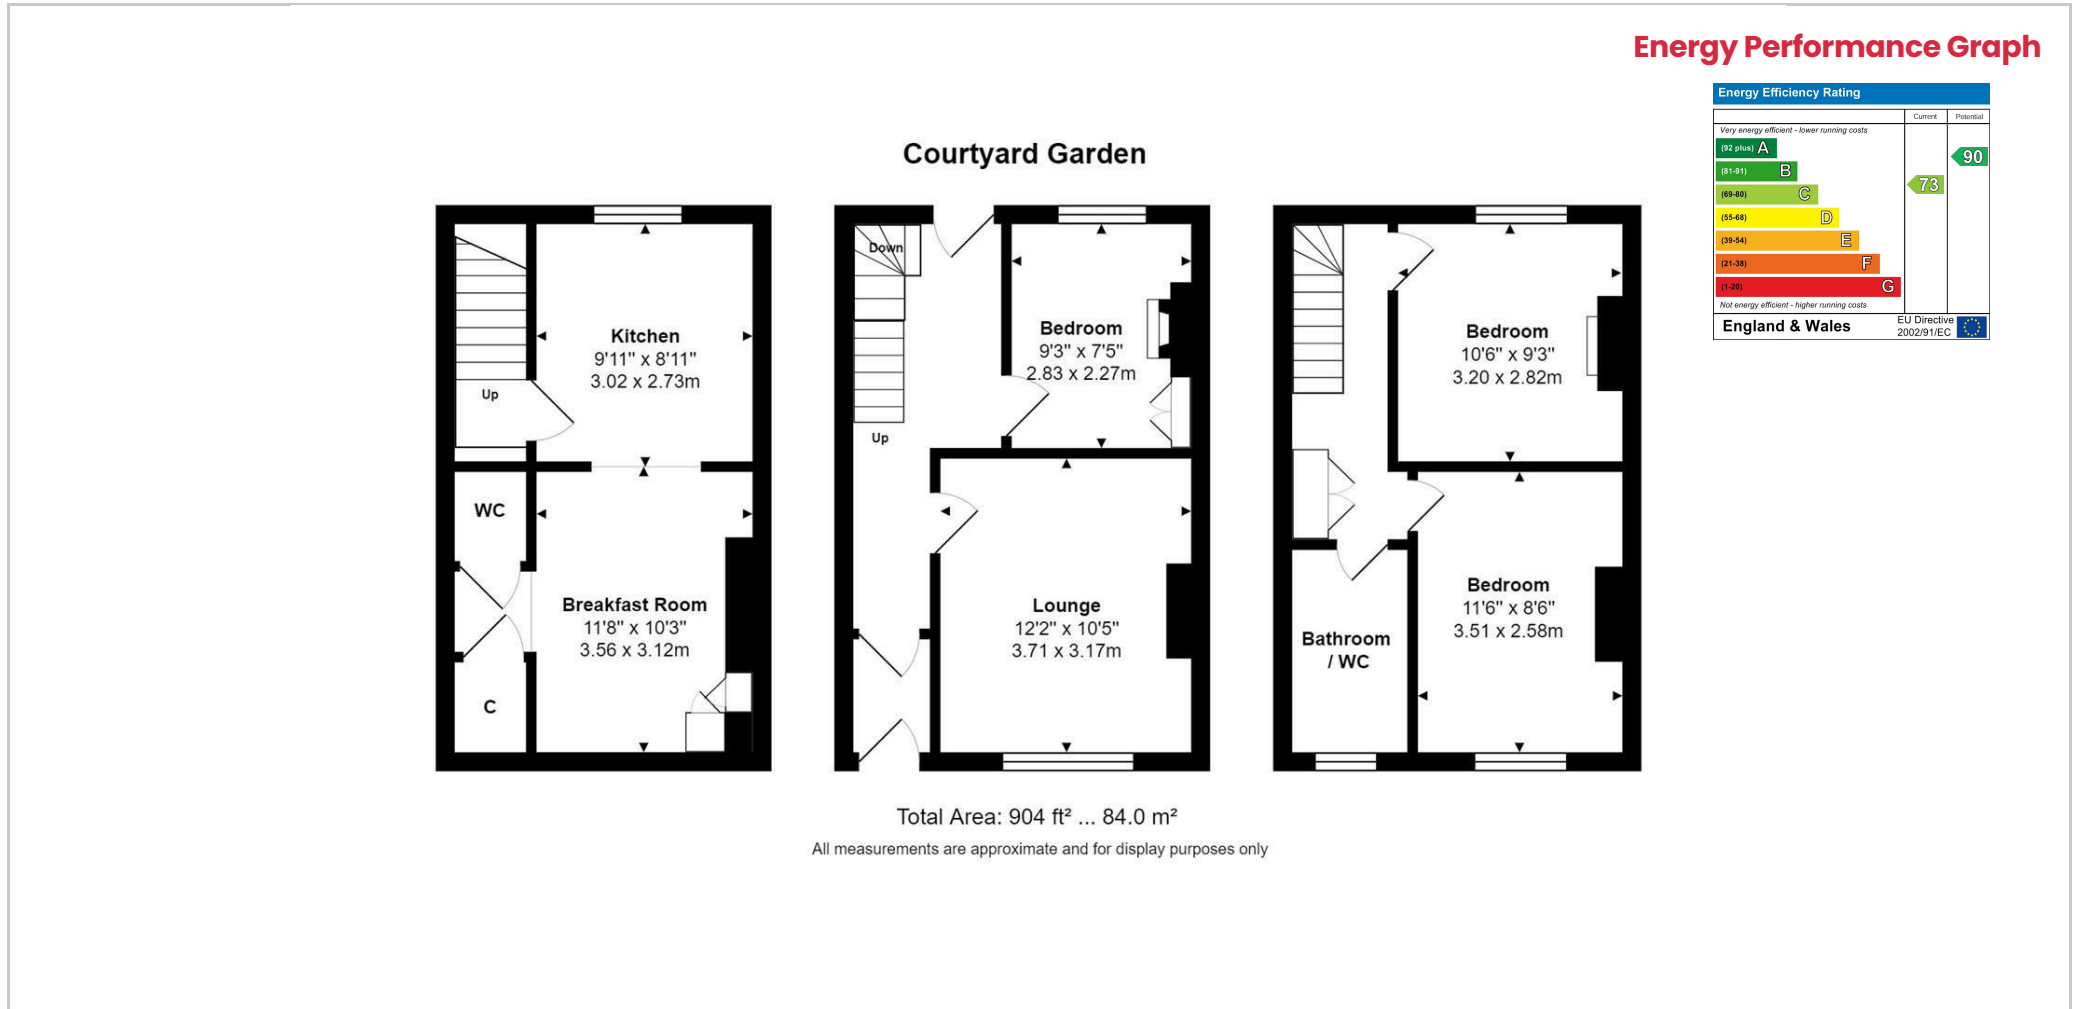 Energy Performance Graph
Energy Efficiency Rating
Current Potential
Very energy efficient - lower running costs
(92 plus) A
(81-91) B
(69-80) C
(55-68) D
(39-54) E
(21-38) F
(1-20) G
73
90
Not energy efficient - higher running costs
England & Wales
EU Directive
2002/91/EC
Courtyard Garden
Kitchen
9'11" x 8'11"
3.02 x 2.73m
Up
WC
Breakfast Room
11'8" x 10'3"
3.56 x 3.12m
C
Down
Bedroom
9'3" x 7'5"
2.83 x 2.27m
Up
Lounge
12'2" x 10'5"
3.71 x 3.17m
Bedroom
10'6" x 9'3"
3.20 x 2.82m
Bedroom
11'6" x 8'6"
3.51 x 2.58m
Bathroom
/ WC
Total Area: 904 ft² ... 84.0 m²
All measurements are approximate and for display purposes only